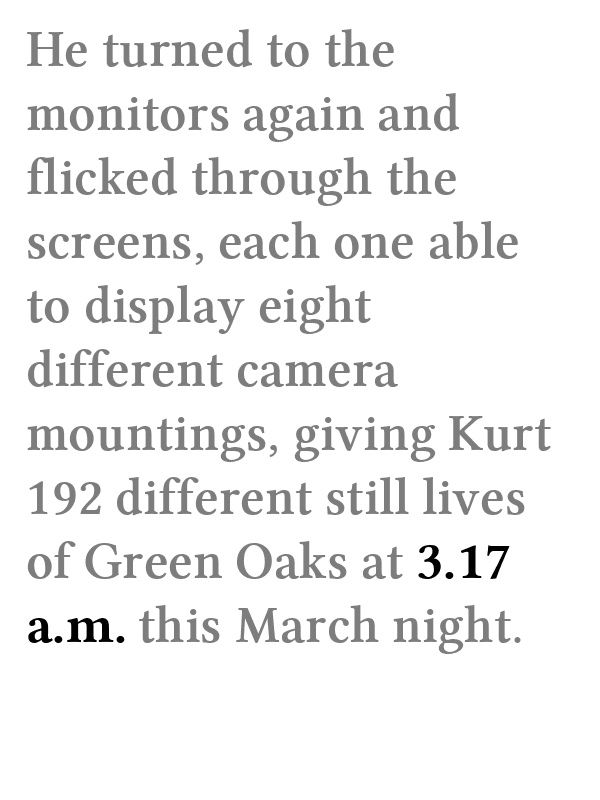 He turned to the
monitors again and
flicked through the
screens, each one able
to display eight
different camera
mountings, giving Kurt
192 different still lives
of Green Oaks at 3.17
a.m. this March night.